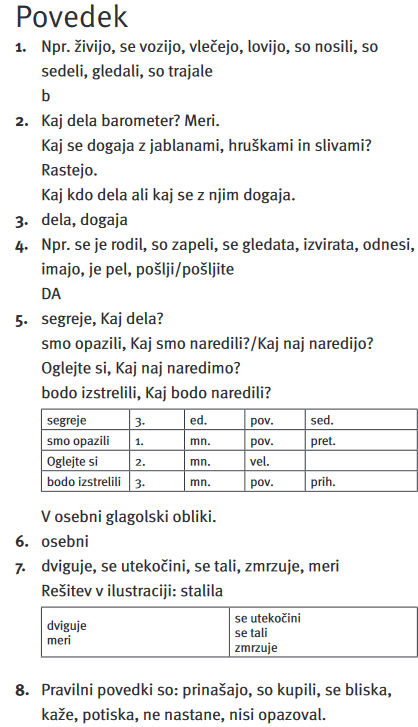 Povedek
1. Npr. živijo, se vozijo, vlečejo, lovijo, so nosili, so
sedeli, gledali, so trajale
b
2. Kaj dela barometer? Meri.
Kaj se dogaja z jablanami, hruškami in slivami?
Rastejo.
Kaj kdo dela ali kaj se z njim dogaja.
3. dela, dogaja
4. Npr. se je rodil, so zapeli, se gledata, izvirata, odnesi,
imajo, je pel, pošlji/pošljite
DA
5. segreje, Kaj dela?
smo opazili, Kaj smo naredili?/Kaj naj naredijo?
Oglejte si, Kaj naj naredimo?
bodo izstrelili, Kaj bodo naredili?
segreje 3. ed. pov. sed.
smo opazili 1. mn. pov. pret.
Oglejte si 2. mn. vel.
bodo izstrelili 3. mn. pov. prih.
V osebni glagolski obliki.
6. osebni
7. dviguje, se utekočini, se tali, zmrzuje, meri
Rešitev v ilustraciji: stalila
dviguje
meri
se utekočini
se tali
zmrzuje
8. Pravilni povedki so: prinašajo, so kupili, se bliska,
kaže, potiska, ne nastane, nisi opazoval.